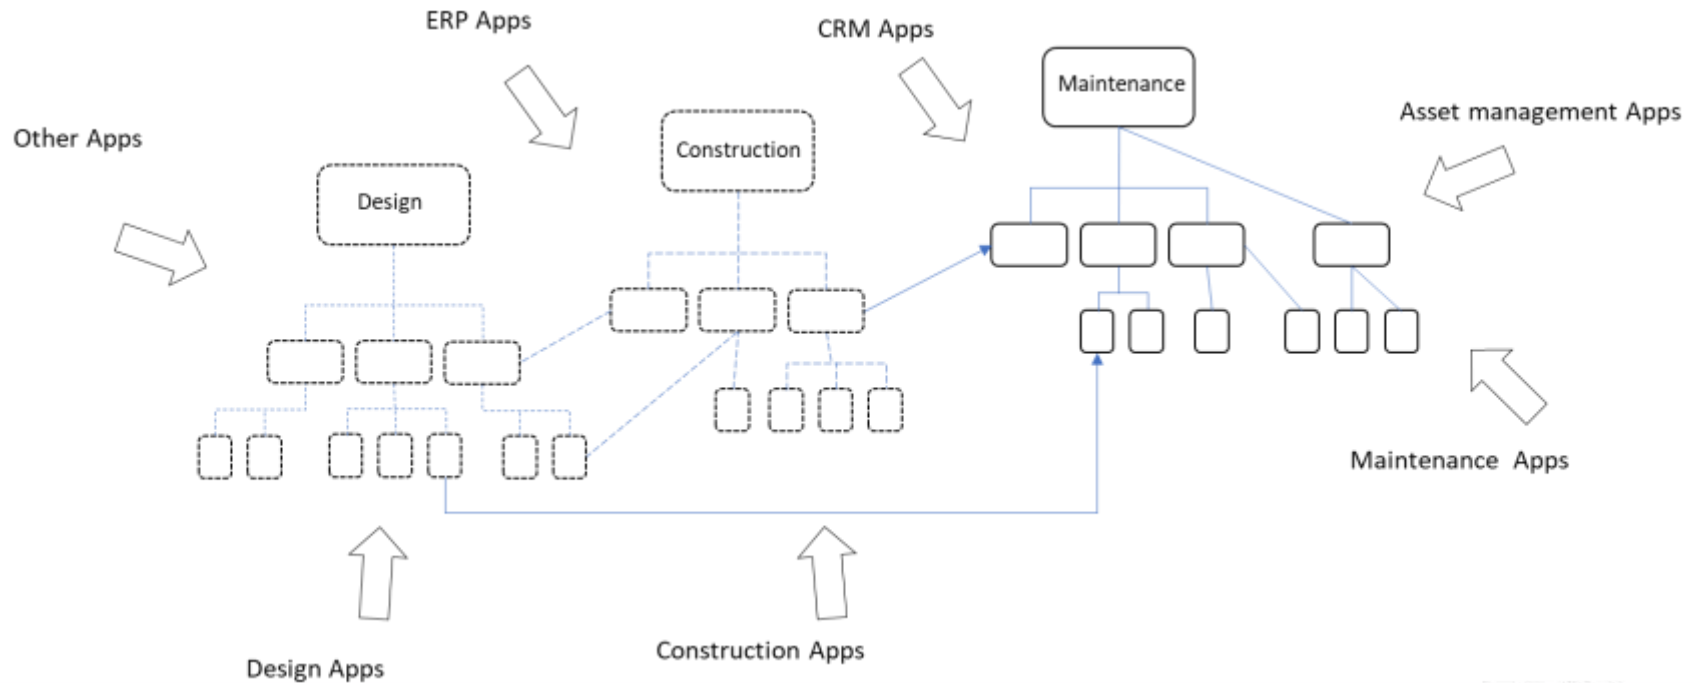 ERP Apps
CRM Apps
Maintenance
Asset management Apps
Other Apps
Construction
Design
Maintenance Apps
Construction Apps
Design Apps